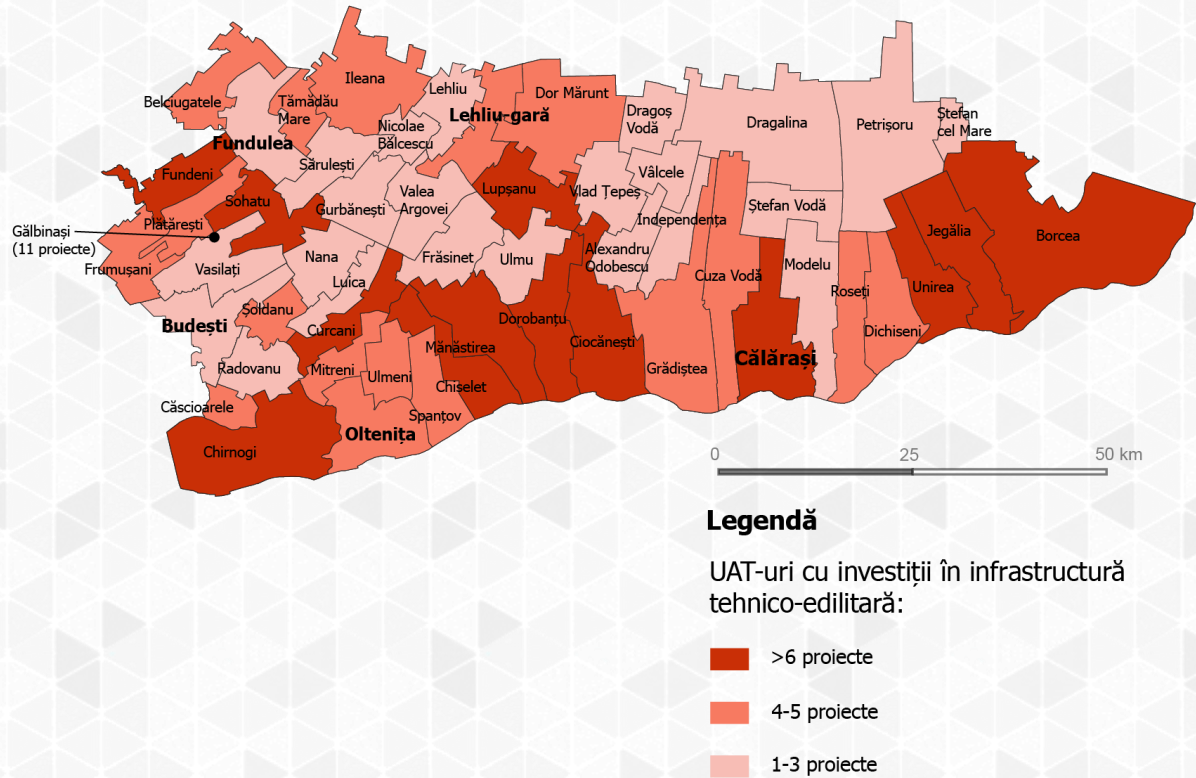 Ileana
Lehliu
Belciugatele
Tămădău
Mare
Dor Mărunt
Lehliu-gară
Dragoș
Vodă
Dragalina
Petrișoru
Ștefan
cel Mare
Nicolae
Bălcescu
Fundulea
Sărulești
Fundeni
Vâlcele
Lupșanu
Vlad Țepeș
Valea
Argovei
Sohatu
Gurbănești
Ștefan Vodă
Independența
Plătărești
Gălbinași
(11 proiecte)
Jegălia
Borcea
Alexandru
Odobescu
Frăsinet
Ulmu
Nana
Frumușani
Vasilați
Modelu
Cuza Vodă
Luica
Unirea
Roseți
Șoldanu
Dorobanțu
Budești
Curcani
Dichiseni
Ciocănești
Mănăstirea
Călărași
Radovanu
Mitreni
Grădiștea
Ulmeni
Chiselet
Căscioarele
Spanțov
Oltenița
Chirnogi
0 25 50 km
Legendă
UAT-uri cu investiții în infrastructură
tehnico-edilitară:
>6 proiecte
4-5 proiecte
1-3 proiecte